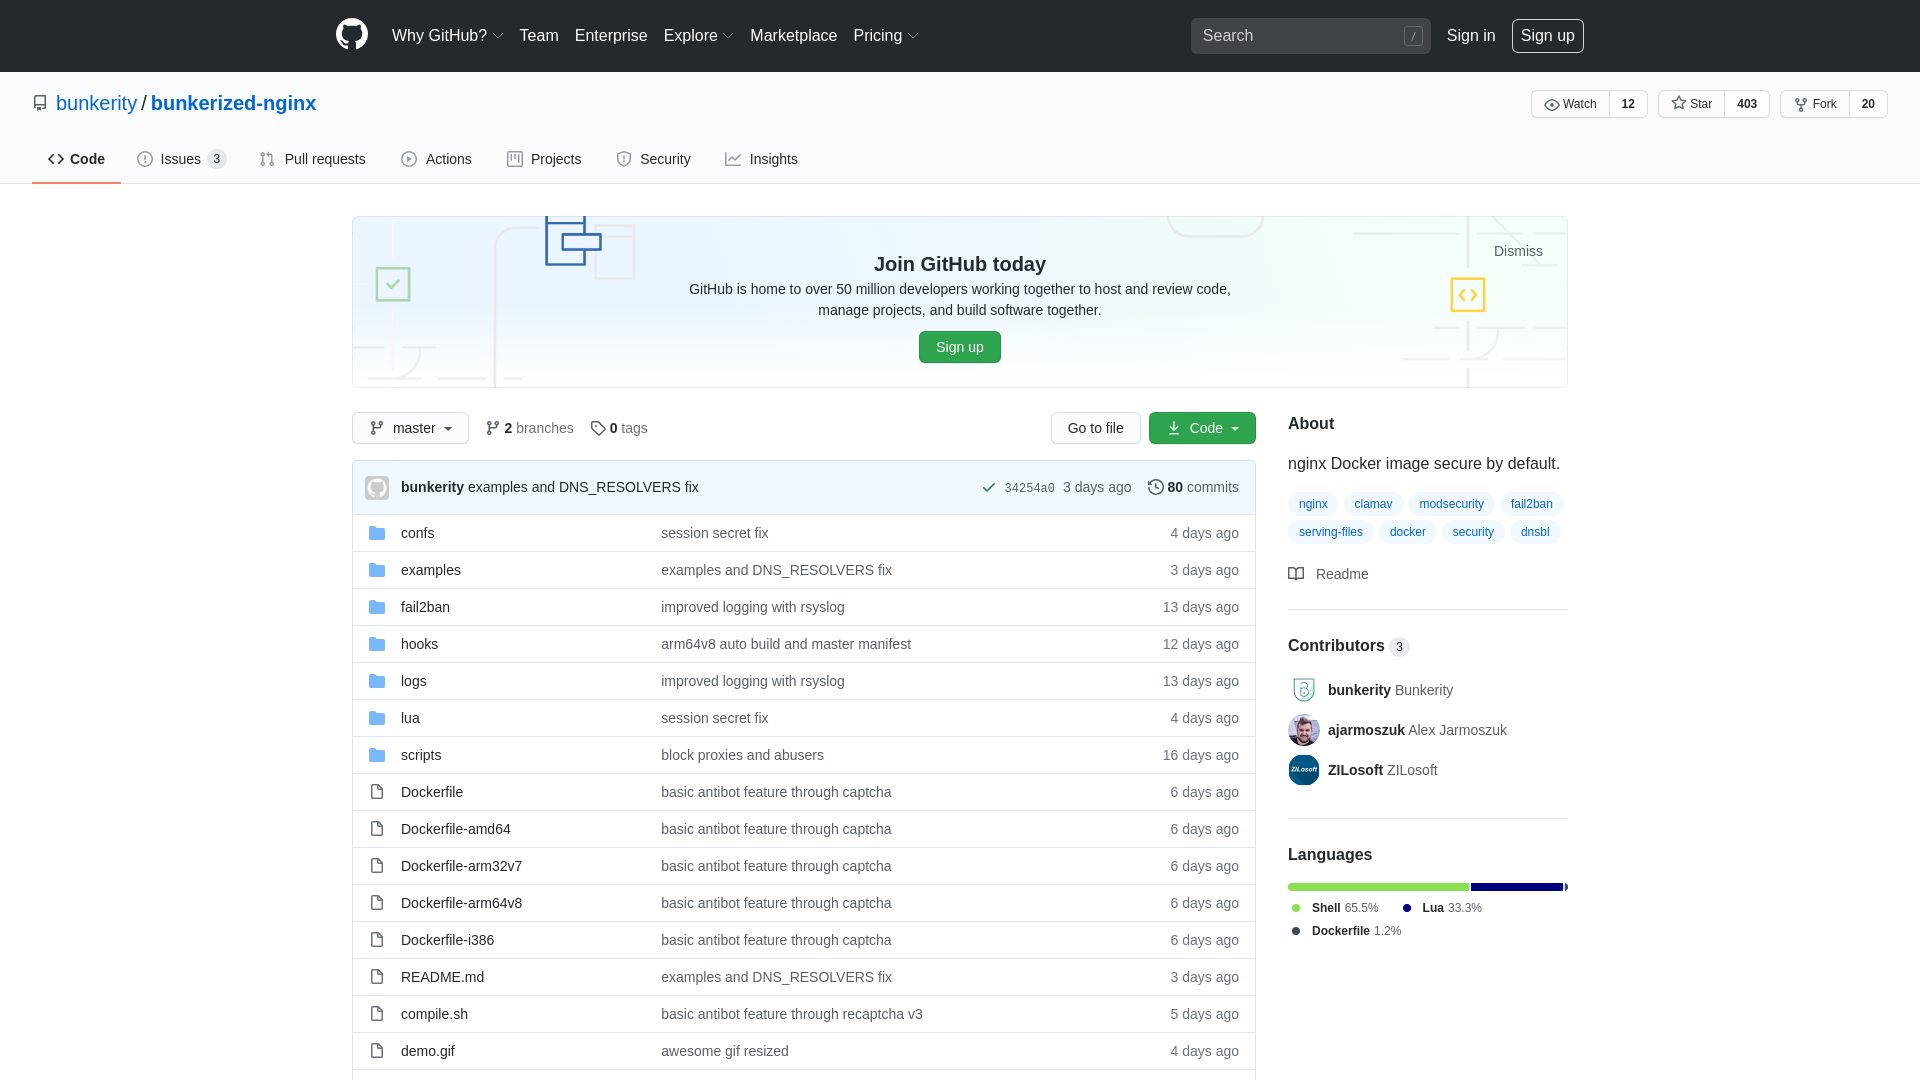 Why GitHub? Team Enterprise Explore Marketplace Pricing Search / Sign in Sign up
bunkerity / bunkerized-nginx Watch 12 Star 403 Fork 20
Code Issues 3 Pull requests Actions Projects Security Insights
Dismiss
Join GitHub today
GitHub is home to over 50 million developers working together to host and review code,
manage projects, and build software together.
Sign up
master 2 branches 0 tags Go to file Code
bunkerity examples and DNS_RESOLVERS fix 34254a0 3 days ago 80 commits
confs session secret fix 4 days ago
examples examples and DNS_RESOLVERS fix 3 days ago
fail2ban improved logging with rsyslog 13 days ago
hooks arm64v8 auto build and master manifest 12 days ago
logs improved logging with rsyslog 13 days ago
lua session secret fix 4 days ago
scripts block proxies and abusers 16 days ago
Dockerfile basic antibot feature through captcha 6 days ago
Dockerfile-amd64 basic antibot feature through captcha 6 days ago
Dockerfile-arm32v7 basic antibot feature through captcha 6 days ago
Dockerfile-arm64v8 basic antibot feature through captcha 6 days ago
Dockerfile-i386 basic antibot feature through captcha 6 days ago
README.md examples and DNS_RESOLVERS fix 3 days ago
compile.sh basic antibot feature through recaptcha v3 5 days ago
demo.gif awesome gif resized 4 days ago
About
nginx Docker image secure by default.
nginx clamav modsecurity fail2ban
serving-files docker security dnsbl
Readme
Contributors 3
bunkerity Bunkerity
ajarmoszuk Alex Jarmoszuk
ZILosoft ZILosoft ZILosoft
Languages
Shell 65.5% Lua 33.3%
Dockerfile 1.2%